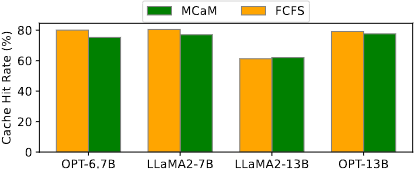 MCaM FCFS
Cache Hit Rate (%)
80
60
40
20
0
OPT-6.7B LLaMA2-7B LLaMA2-13B OPT-13B